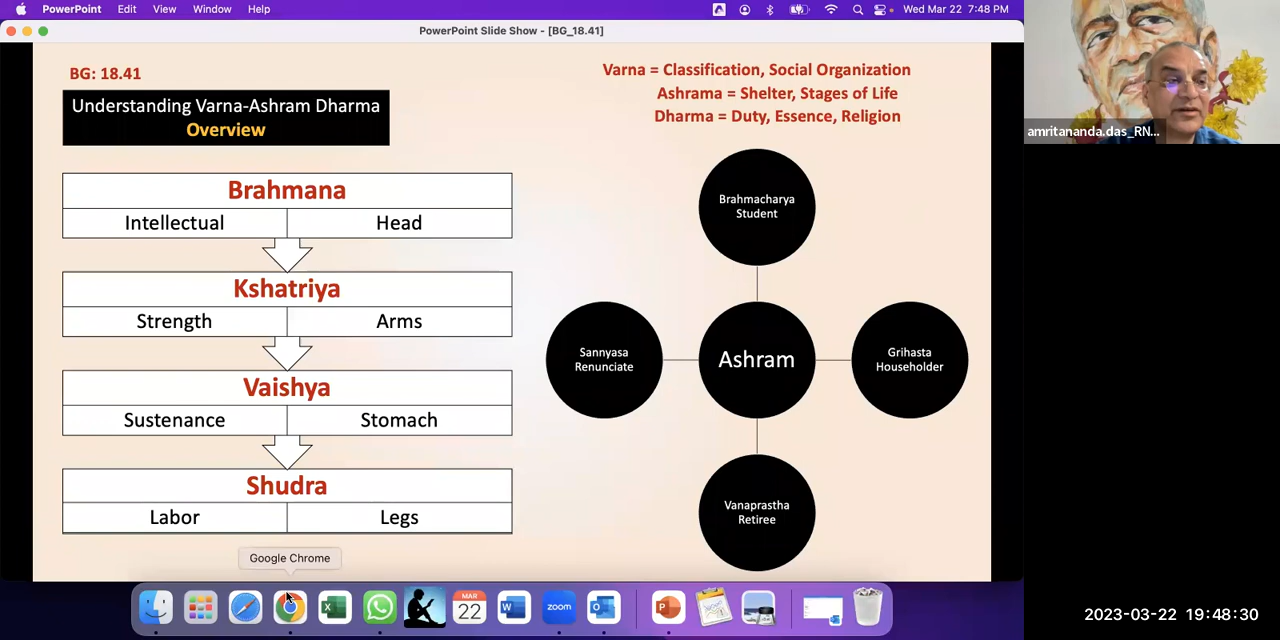 PowerPoint Edit View Window Help
Wed Mar 22 7:48 PM
PowerPoint Slide Show - [BG_18.41]
BG: 18.41
Understanding Varna-Ashram Dharma
Overview
Varna = Classification, Social Organization
Ashrama = Shelter, Stages of Life
Dharma = Duty, Essence, Religion
Brahmana
Intellectual Head
Kshatriya
Strength Arms
Vaishya
Sustenance Stomach
Shudra
Labor Legs
Brahmacharya
Student
Sannyasa
Renunciate
Ashram
Grihasta
Householder
Vanaprastha
Retiree
amritananda.das_RN...
Google Chrome
MAR
22
zoom
2023-03-22 19:48:30